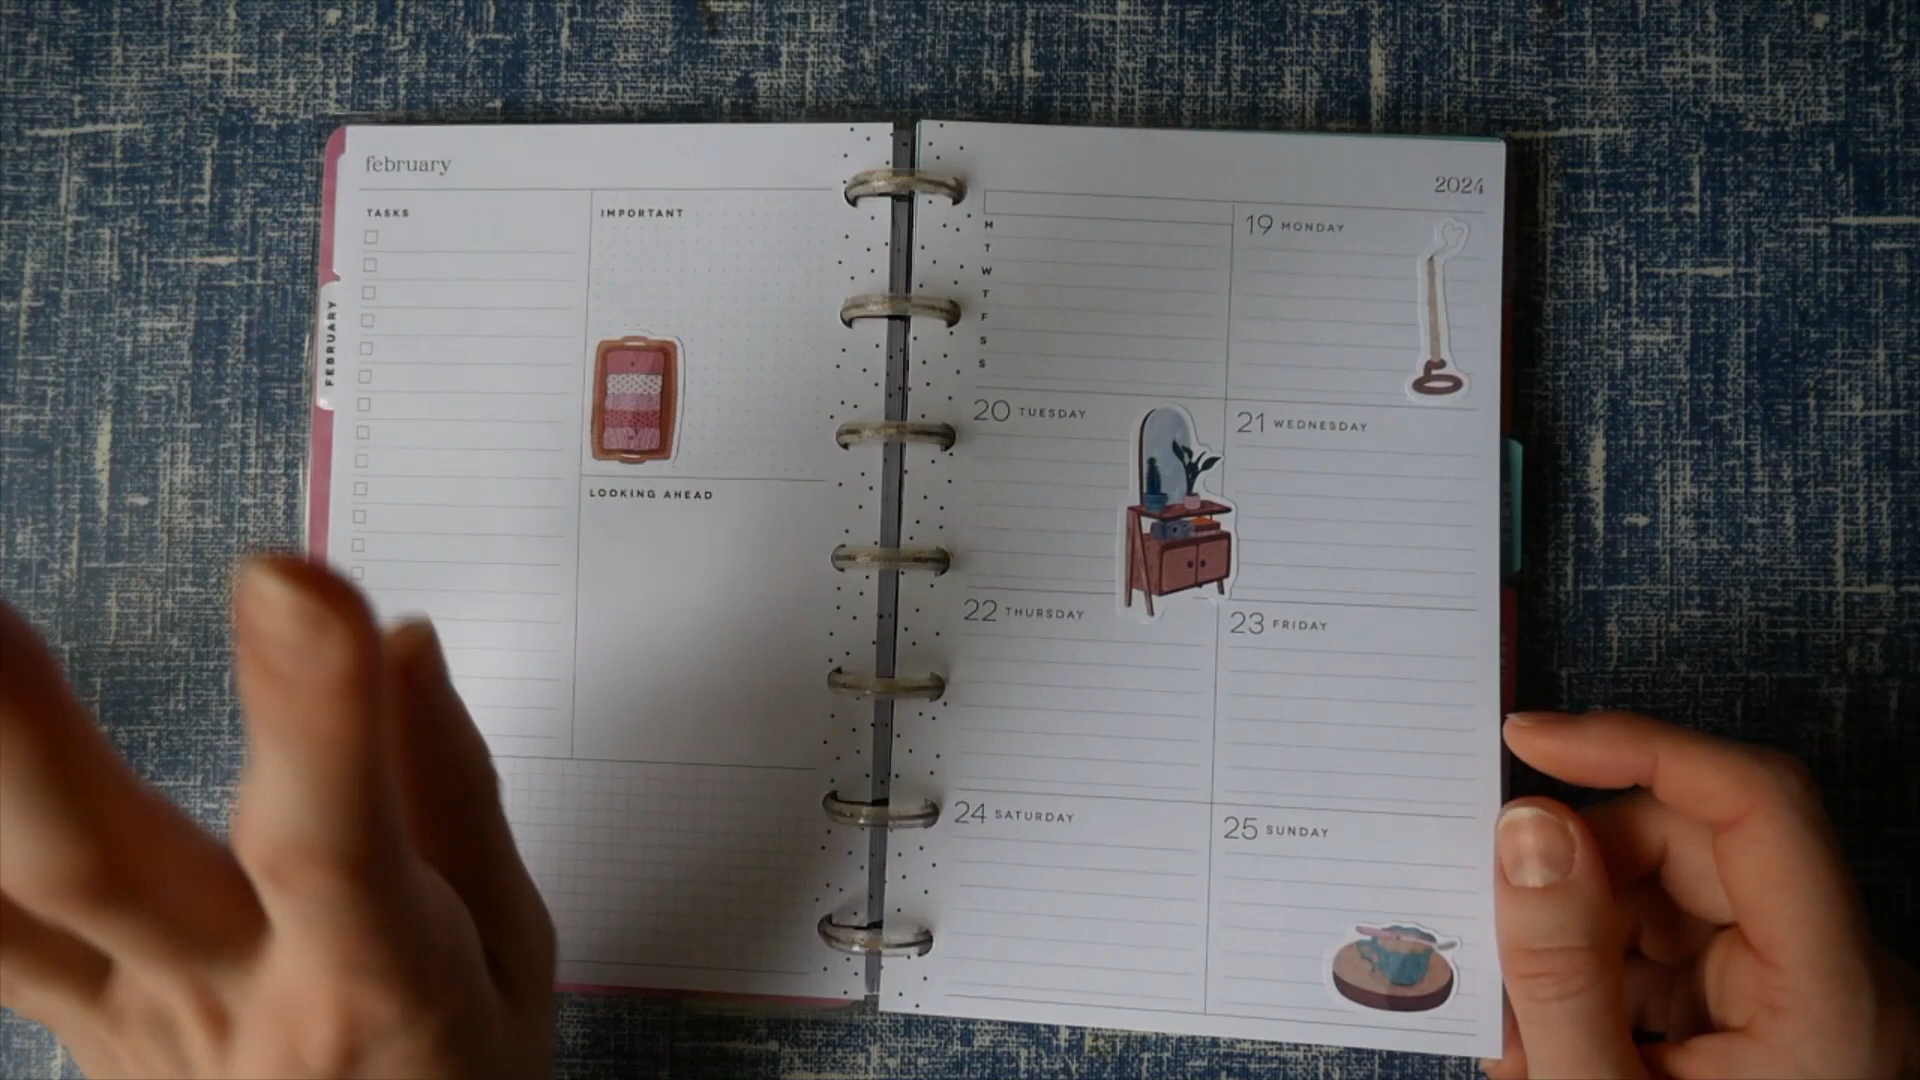 february
TASKS
IMPORTANT
FEBRUARY
LOOKING AHEAD
2024
M
T
W
T
F
S
S
19 MONDAY
20 TUESDAY
21 WEDNESDAY
22 THURSDAY
23 FRIDAY
24 SATURDAY
25 SUNDAY